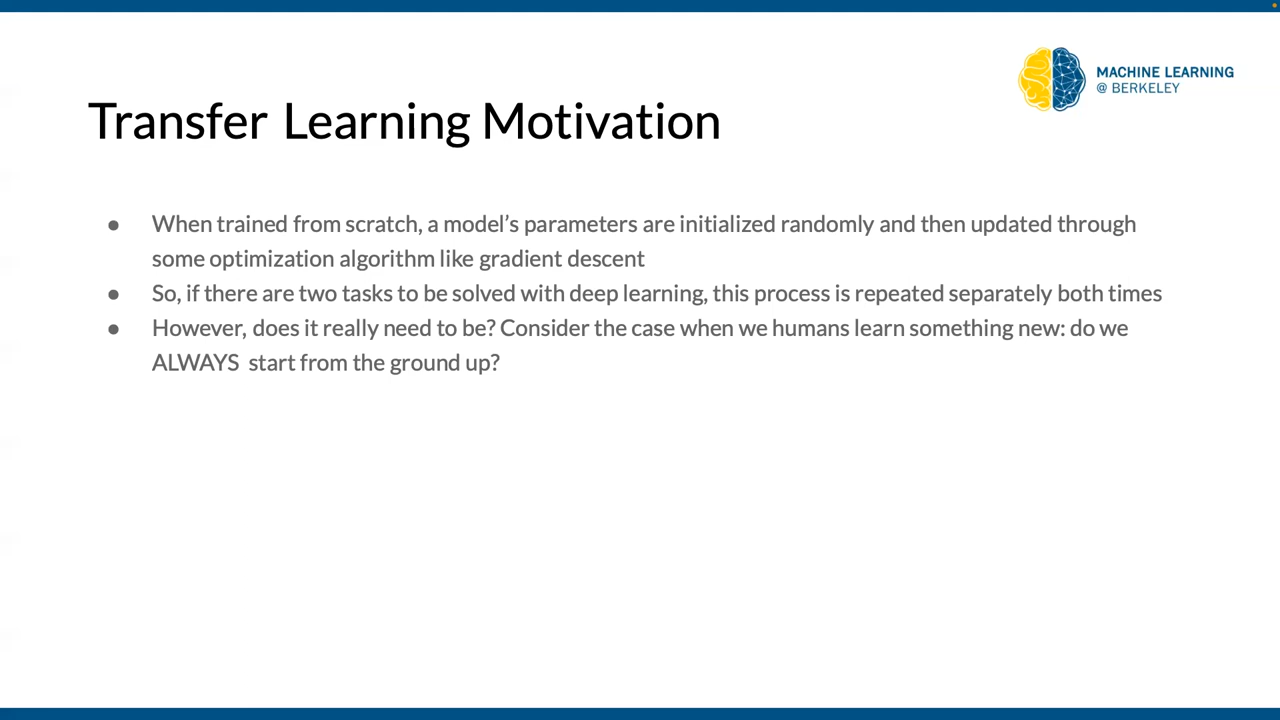 MACHINE LEARNING
@ BERKELEY
Transfer Learning Motivation
● When trained from scratch, a model’s parameters are initialized randomly and then updated through
some optimization algorithm like gradient descent
● So, if there are two tasks to be solved with deep learning, this process is repeated separately both times
● However, does it really need to be? Consider the case when we humans learn something new: do we
ALWAYS start from the ground up?